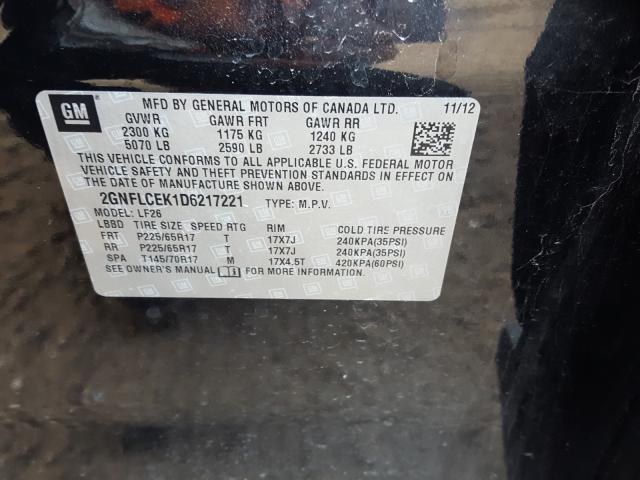 GM
MFD BY GENERAL MOTORS OF CANADA LTD. 11/12
GVWR GAWR FRT GAWR RR
2300 KG 1175 KG 1240 KG
5070 LB 2590 LB 2733 LB
THIS VEHICLE CONFORMS TO ALL APPLICABLE U.S. FEDERAL MOTOR
VEHICLE SAFETY AND THEFT PREVENTION STANDARDS IN EFFECT ON
THE DATE OF MANUFACTURE SHOWN ABOVE.
2GNFLCEK1D6217221 TYPE: M.P.V.
MODEL: LF26
LBBD TIRE SIZE SPEED RTG RIM COLD TIRE PRESSURE
FRT P225/65R17 T 17X7J 240KPA(35PSI)
RR P225/65R17 T 17X7J 240KPA(35PSI)
SPA T145/70R17 M 17X4.5T 420KPA(60PSI)
SEE OWNER'S MANUAL FOR MORE INFORMATION.